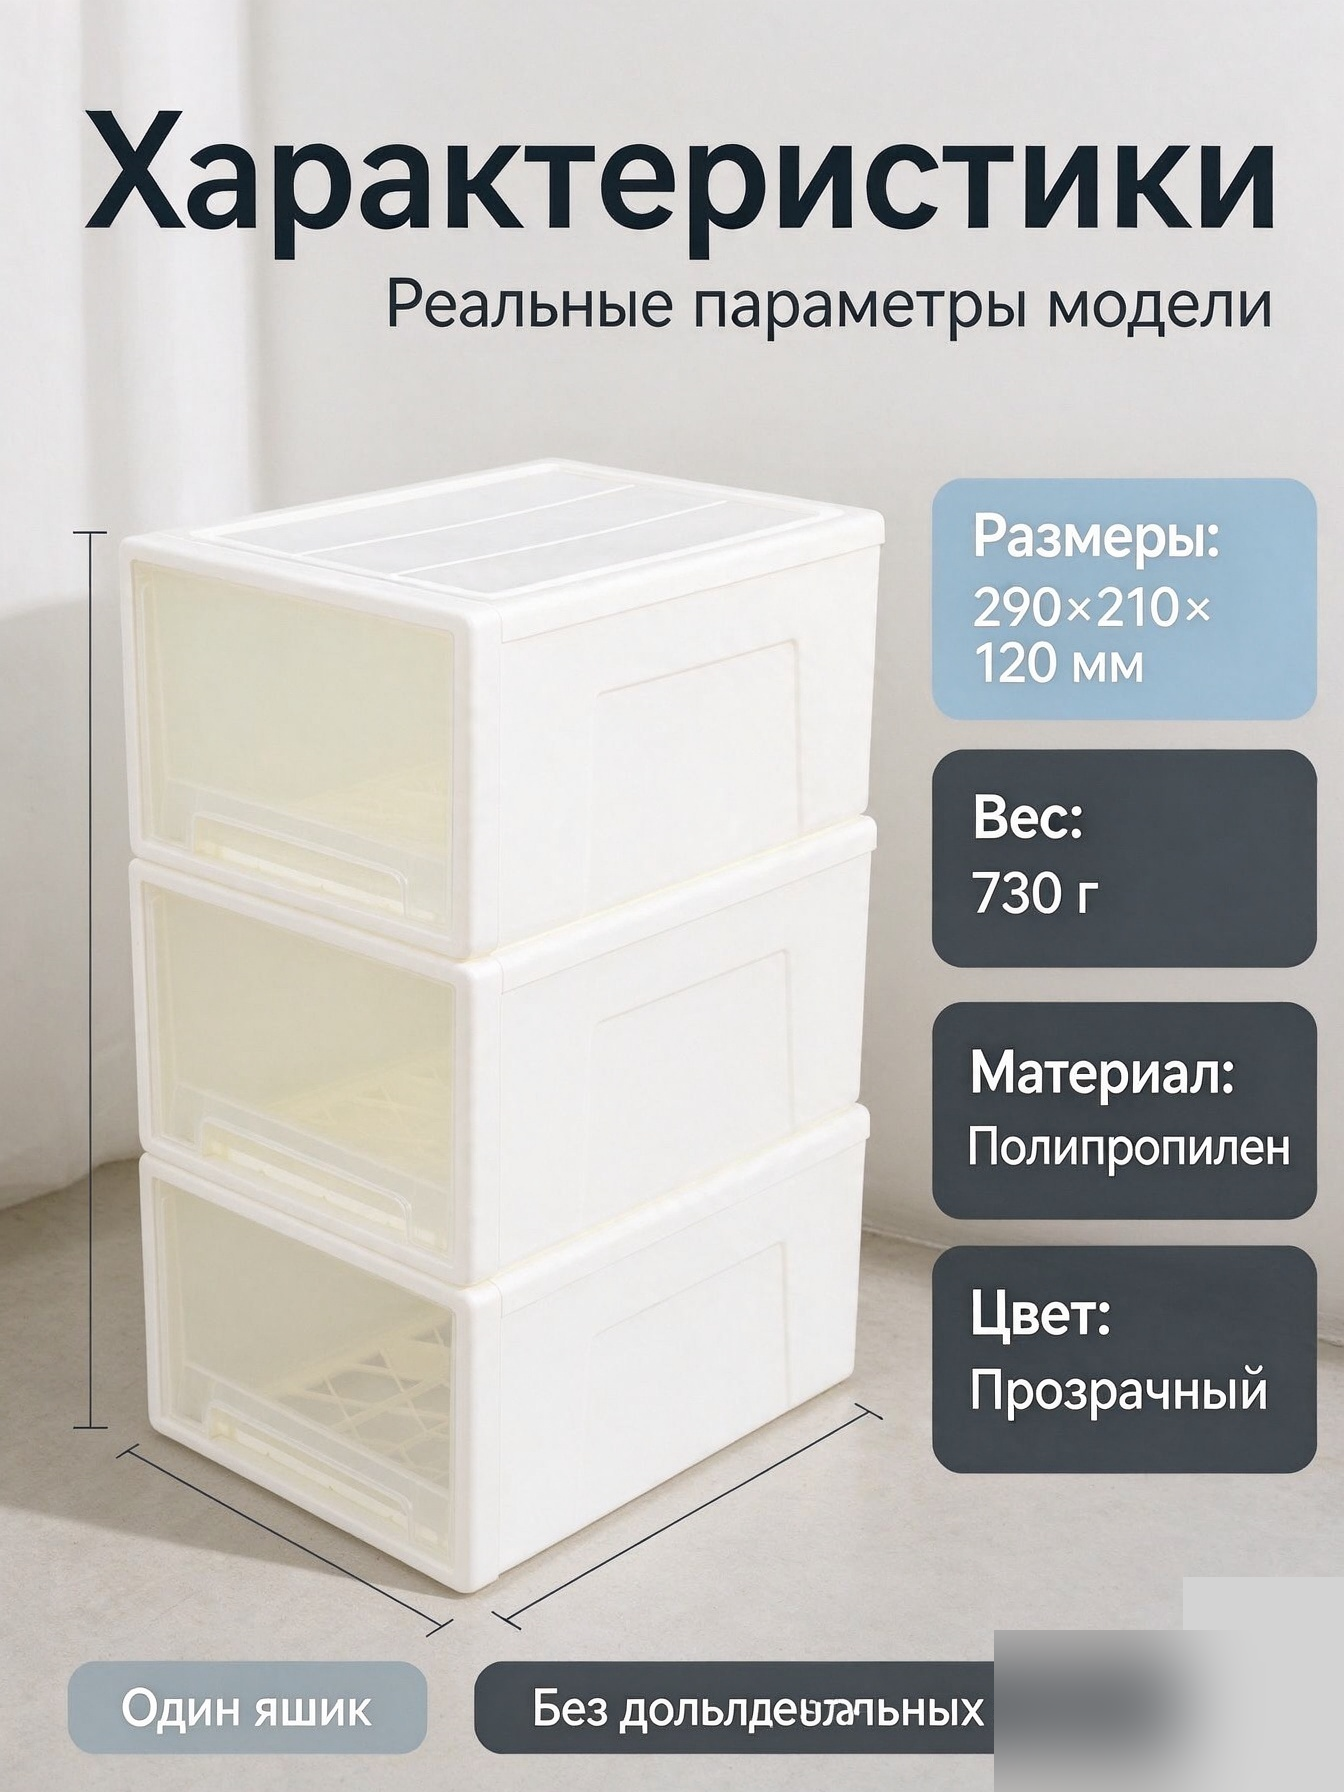 Характеристики
Реальные параметры модели
Размеры:
290×210×
120 мм
Вес:
730 г
Материал:
Полипропилен
Цвет:
Прозрачный
Один яшик
Без